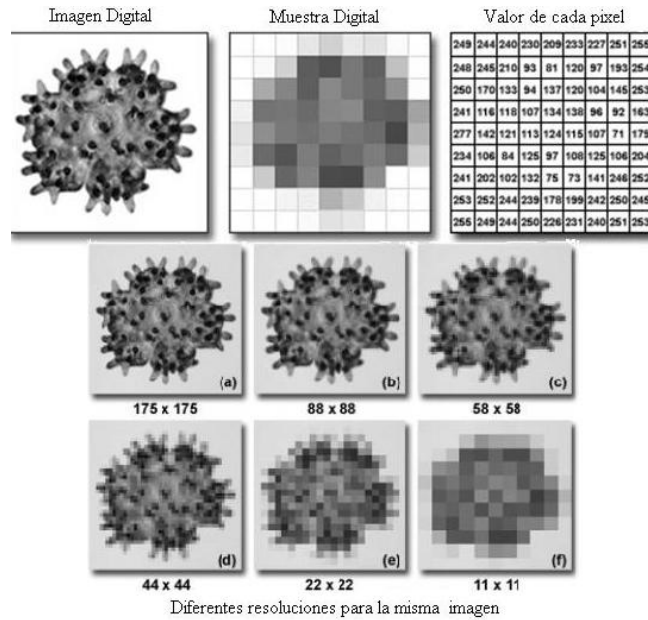 Imagen Digital Muestra Digital Valor de cada pixel
249 244 240 230 209 233 227 251 255
248 245 210 93 81 120 97 193 254
250 170 133 94 137 120 104 145 253
241 116 118 107 134 138 96 92 163
277 142 121 113 124 115 107 71 179
234 106 84 125 97 108 125 106 204
241 202 102 132 75 73 141 246 252
253 252 244 239 178 199 242 250 245
255 249 244 250 226 231 240 251 253
(a) (b) (c)
175 x 175 88 x 88 58 x 58
(d) (e) (f)
44 x 44 22 x 22 11 x 11
Diferentes resoluciones para la misma imagen